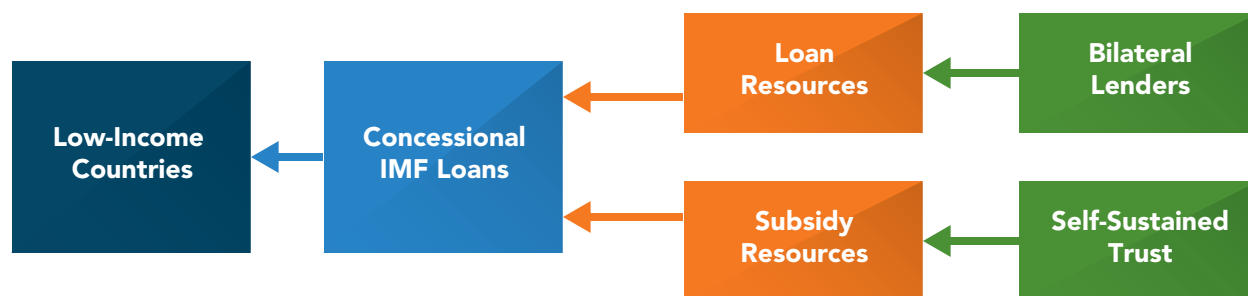 Low-Income
Countries
Concessional
IMF Loans
Loan
Resources
Bilateral
Lenders
Subsidy
Resources
Self-Sustained
Trust